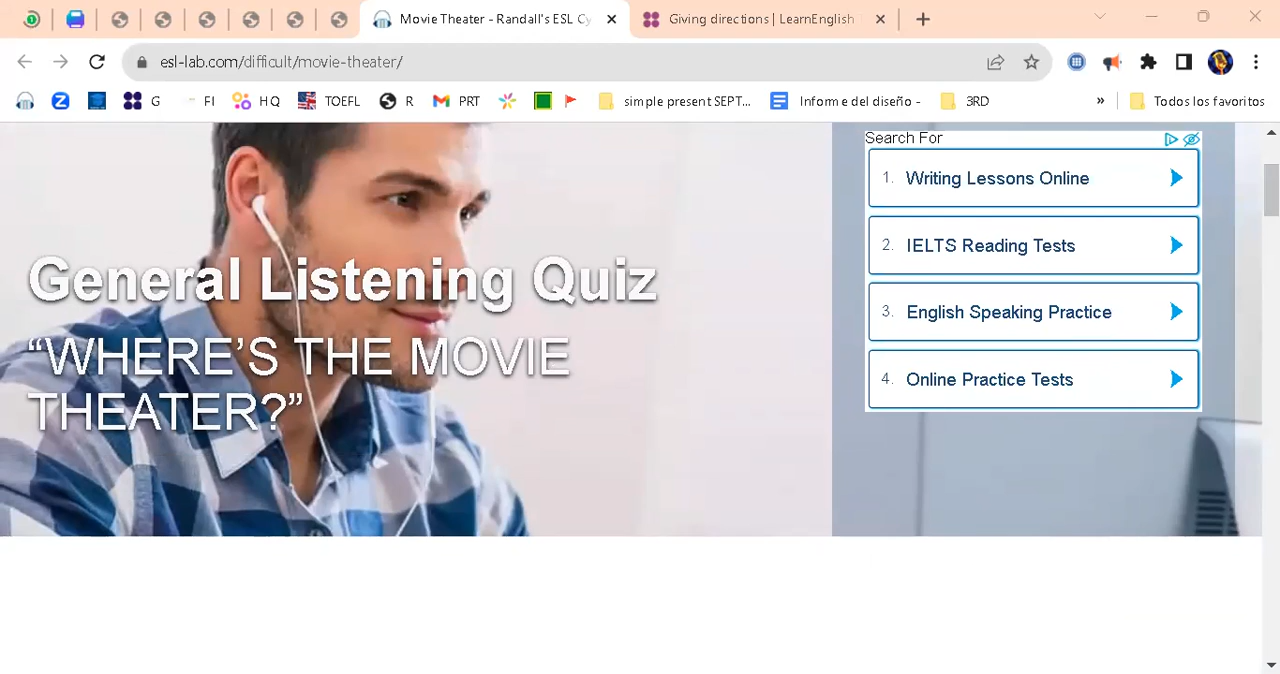 Movie Theater - Randall's ESL Cy
Giving directions | LearnEnglish
esl-lab.com/difficult/movie-theater/
G FI H Q TOEFL R PRT simple present SEPT... Informe del diseño - 3RD » Todos los favoritos
Search For
1. Writing Lessons Online
2. IELTS Reading Tests
3. English Speaking Practice
4. Online Practice Tests
General Listening Quiz
“WHERE’S THE MOVIE
THEATER?”